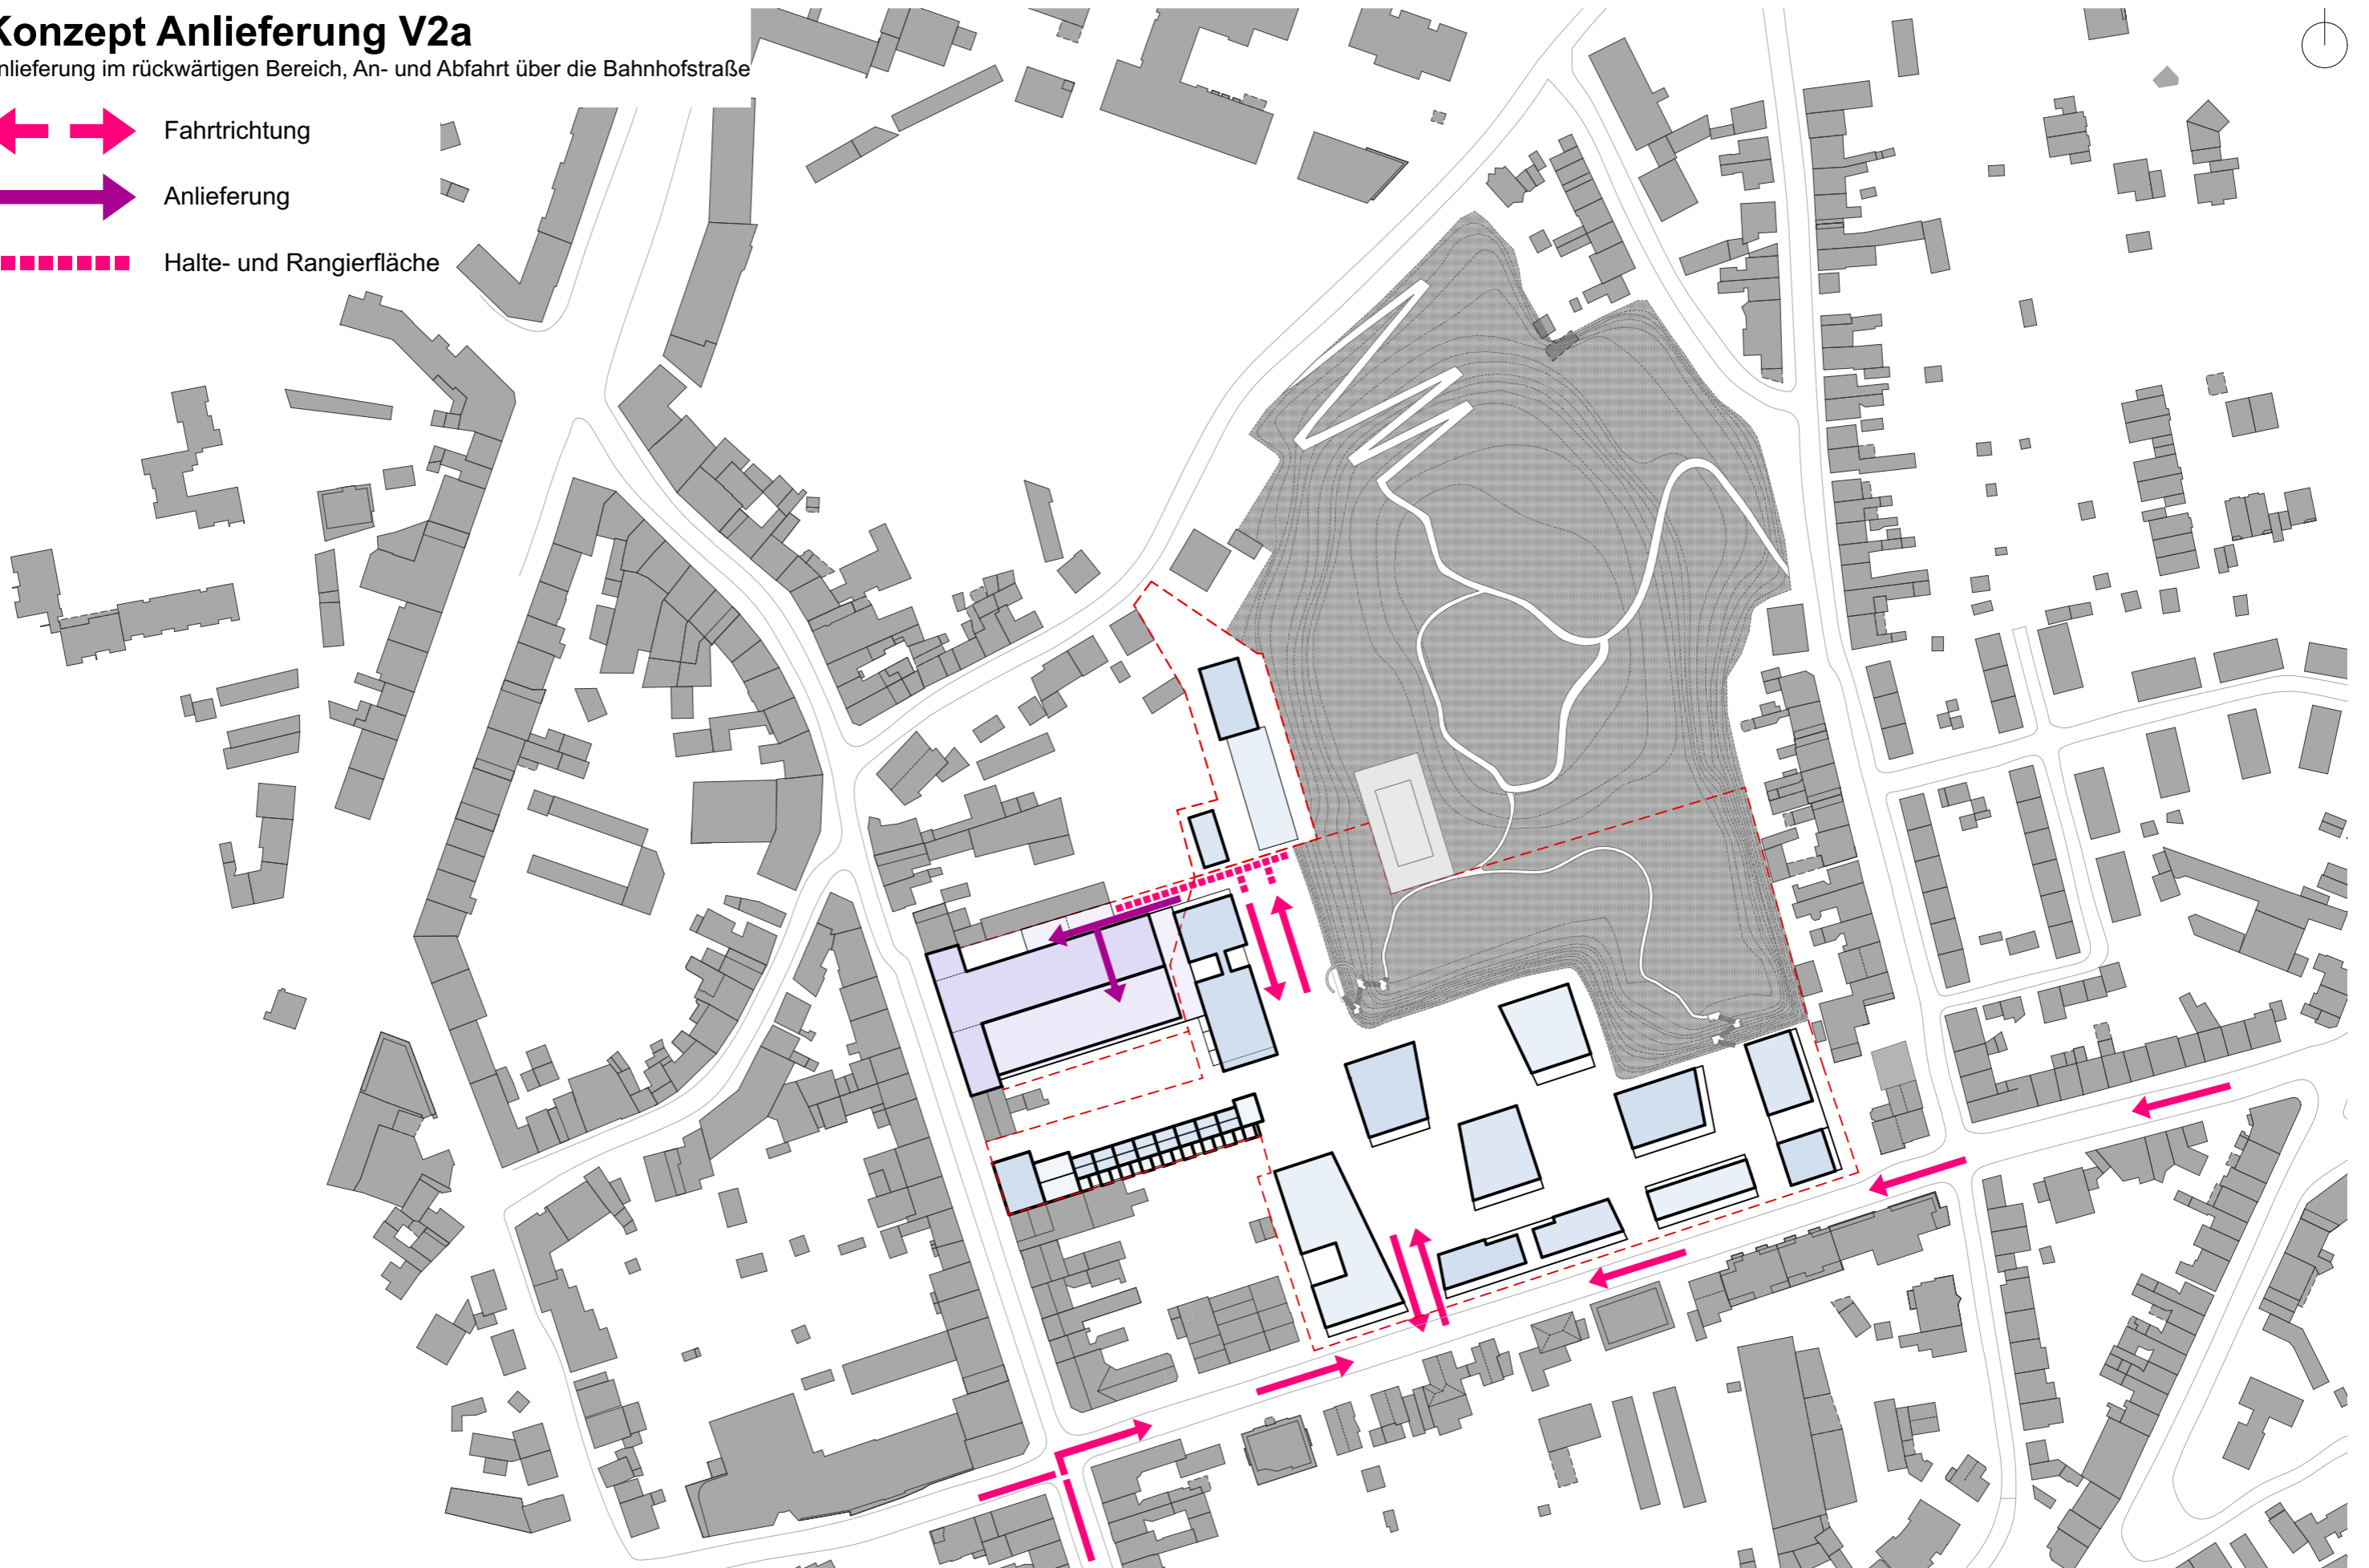 Konzept Anlieferung V2a
nlieferung im rückwärtigen Bereich, An- und Abfahrt über die Bahnhofstraße
Fahrtrichtung
Anlieferung
Halte- und Rangierfläche